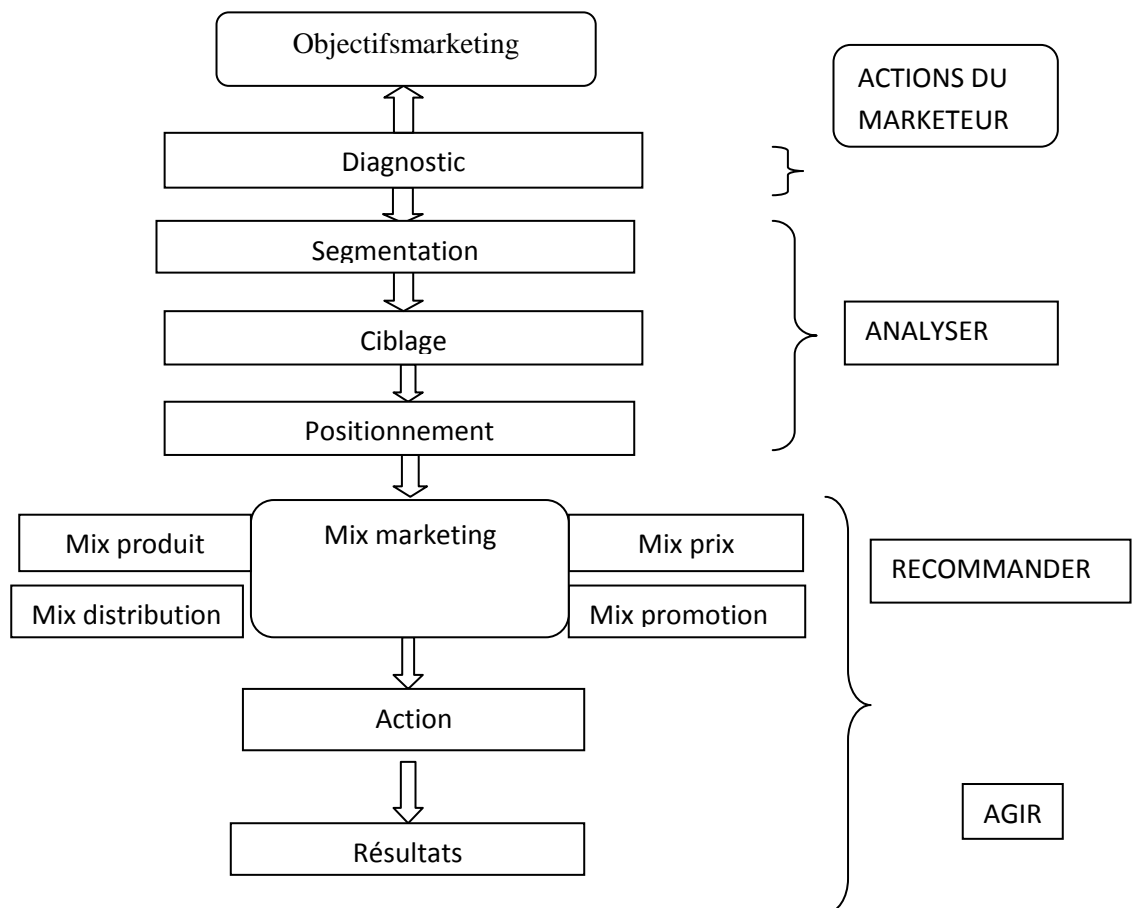 Objectifsmarketing
ACTIONS DU
MARKETEUR
Diagnostic
Segmentation
Ciblage
ANALYSER
Positionnement
Mix marketing
Mix produit
Mix prix
RECOMMANDER
Mix distribution
Mix promotion
Action
AGIR
Résultats